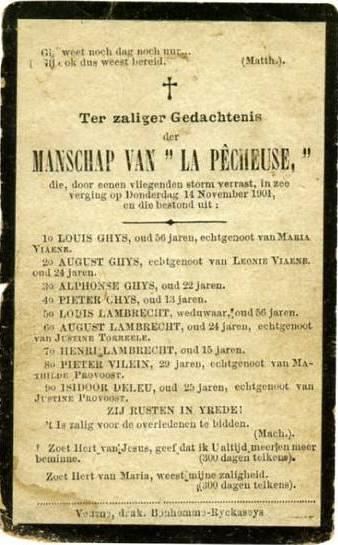 Gij weet noch dag noch uur...
Gij ook dus weest bereid. (Matth.).
Ter zaliger Gedachtenis
der
MANSCHAP VAN " LA PÊCHEUSE, "
die, door eenen vliegenden storm verrast, in zee
verging op Donderdag 14 November 1901,
en die bestond uit :
1o LOUIS GHYS, oud 56 jaren, echtgenoot van MARIA
VIAENE.
2o AUGUST GHYS, echtgenoot van LEONIE VIAENE
oud 24 jaren.
3o ALPHONSE GHYS, oud 22 jaren.
4o PIETER GHYS, oud 13 jaren.
5o LOUIS LAMBRECHT, weduwaar, oud 56 jaren.
6o AUGUST LAMBRECHT, oud 24 jaren, echtgenoot
van JUSTINE TORREELE.
7o HENRI LAMBRECHT, oud 15 jaren.
8o PIETER VILEIN, 29 jaren, echtgenoot van MA-
THILDE PROVOOST.
9o ISIDOOR DELEU, oud 25 jaren, echtgenoot van
JUSTINE PROVOOST.
ZIJ RUSTEN IN VREDE!
't Is zalig voor de overledenen te bidden.
(Mach.)
Zoet Hert van Jesus, geef dat ik U altijd meer en meer
beminne. (300 dagen telkens).
Zoet Hert van Maria, weest mijne zaligheid.
(300 dagen telkens).
Veurne, druk. Bonhomme-Ryckaseys